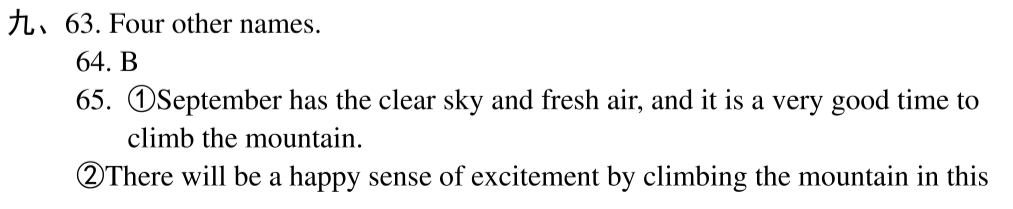 九、63. Four other names.
64. B
65. ①September has the clear sky and fresh air, and it is a very good time to
climb the mountain.
②There will be a happy sense of excitement by climbing the mountain in this